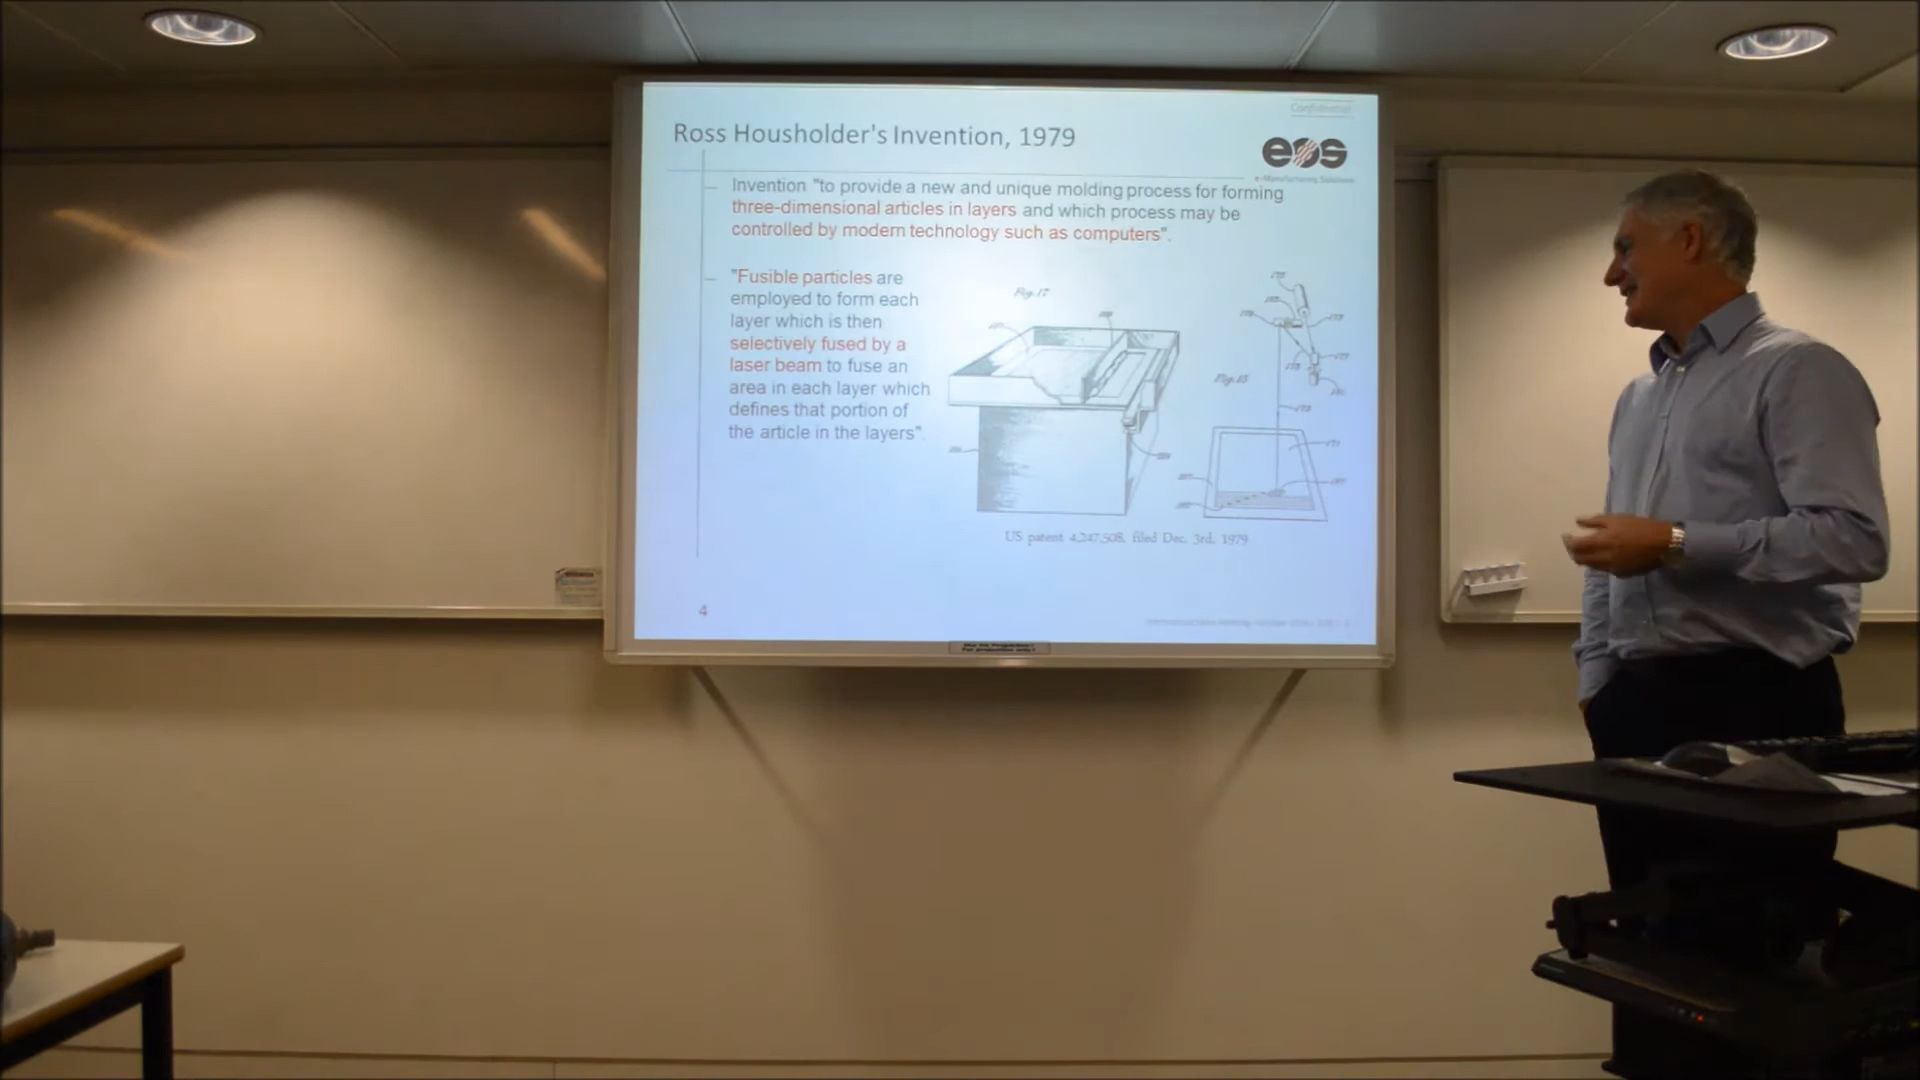 Confidential
Ross Housholder's Invention, 1979
eos
e-Manufacturing Solutions
Invention "to provide a new and unique molding process for forming
three-dimensional articles in layers and which process may be
controlled by modern technology such as computers".
"Fusible particles are
employed to form each
layer which is then
selectively fused by a
laser beam to fuse an
area in each layer which
defines that portion of
the article in the layers".
Fig. 17
Fig. 15
US patent 4,247,508, filed Dec. 3rd, 1979
4